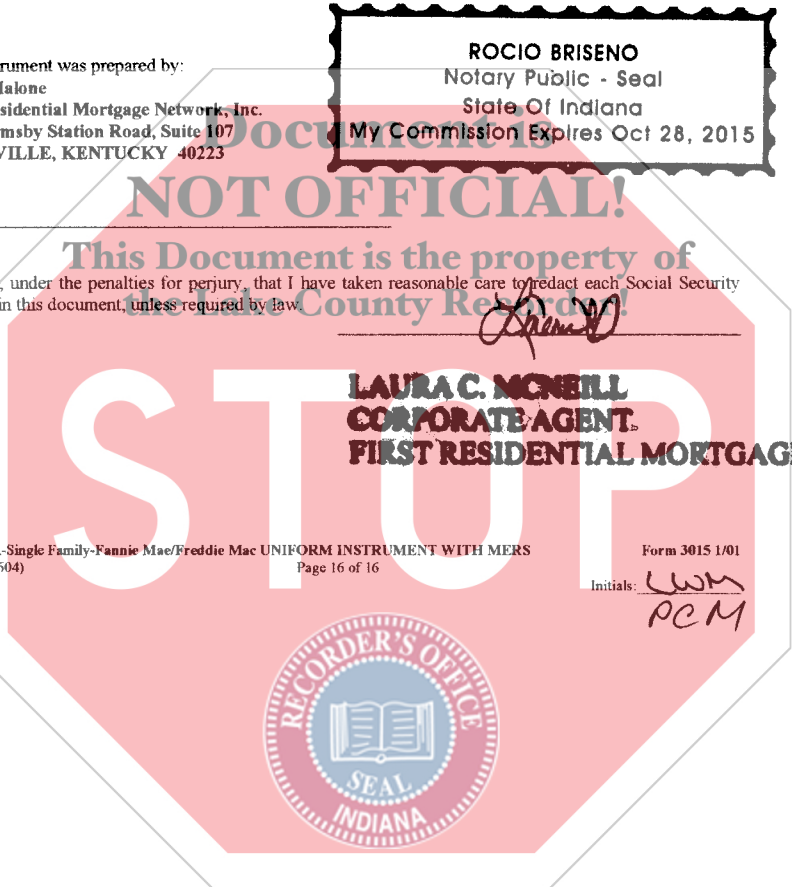 ROCIO BRISENO
Notary Public - Seal
State Of Indiana
My Commission Expires Oct 28, 2015
rument was prepared by:
Malone
sidential Mortgage Network, Inc.
rmsby Station Road, Suite 107
VILLE, KENTUCKY 40223
Document is
NOT OFFICIAL!
This Document is the property of
the Lake County Recorder!
, under the penalties for perjury, that I have taken reasonable care to redact each Social Security
in this document, unless required by law.
LAURA C. MCNEILL
CORPORATE AGENT
FIRST RESIDENTIAL MORTGAGE
STOP
-Single Family-Fannie Mae/Freddie Mac UNIFORM INSTRUMENT WITH MERS
Form 3015 1/01
604)
Page 16 of 16
Initials: LWM
PCM
RECORDER'S OFFICE
SEAL
INDIANA